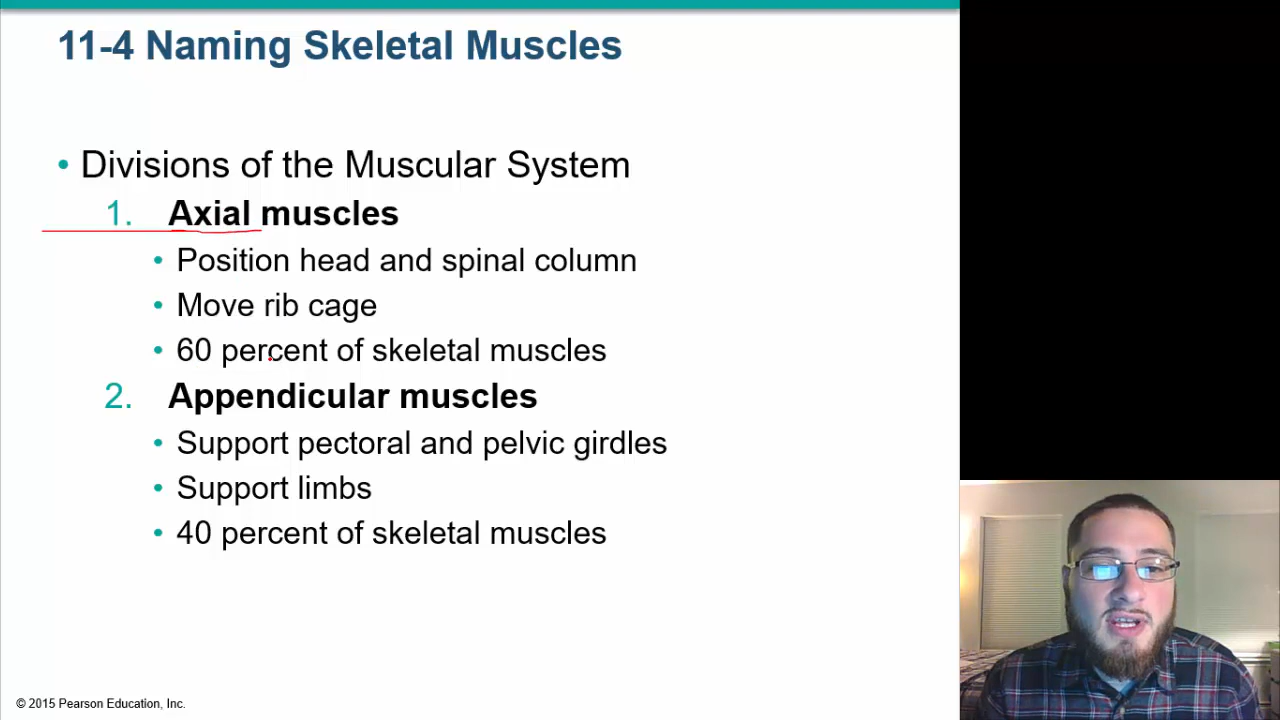 11-4 Naming Skeletal Muscles
• Divisions of the Muscular System
1. Axial muscles
• Position head and spinal column
• Move rib cage
• 60 percent of skeletal muscles
2. Appendicular muscles
• Support pectoral and pelvic girdles
• Support limbs
• 40 percent of skeletal muscles
© 2015 Pearson Education, Inc.